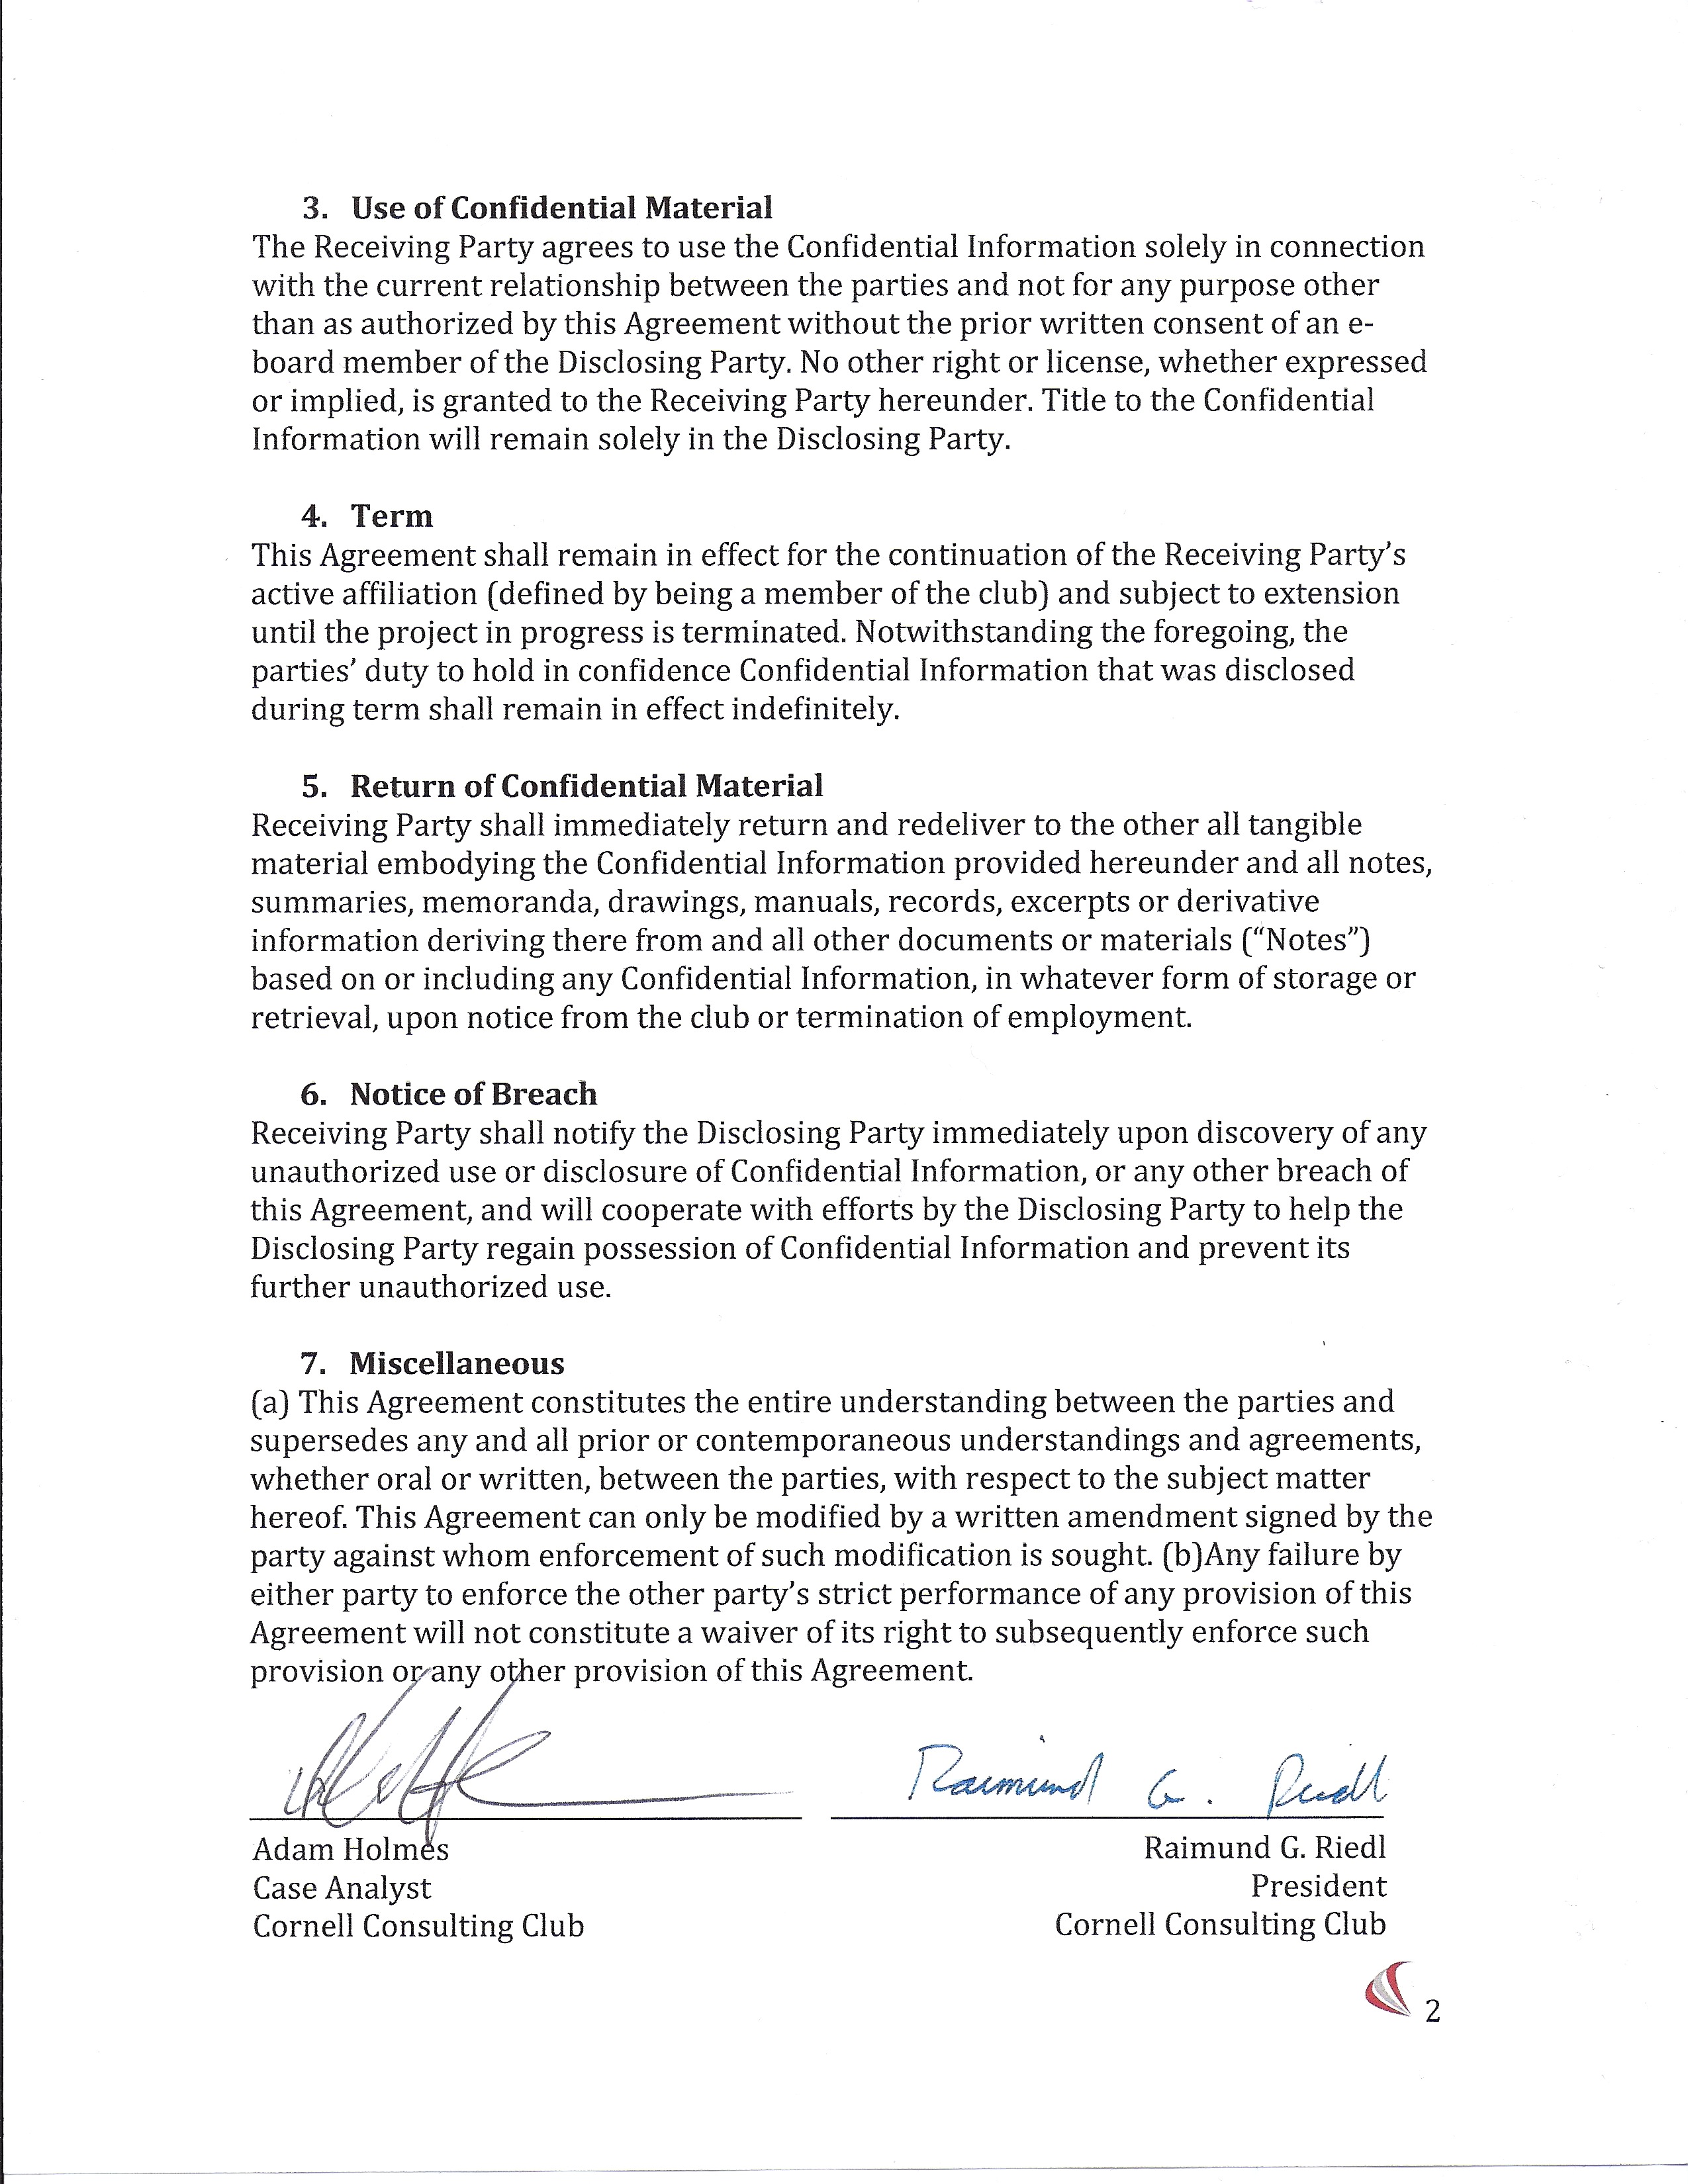 3. Use of Confidential Material
The Receiving Party agrees to use the Confidential Information solely in connection
with the current relationship between the parties and not for any purpose other
than as authorized by this Agreement without the prior written consent of an e-
board member of the Disclosing Party. No other right or license, whether expressed
or implied, is granted to the Receiving Party hereunder. Title to the Confidential
Information will remain solely in the Disclosing Party.
4. Term
This Agreement shall remain in effect for the continuation of the Receiving Party's
active affiliation (defined by being a member of the club) and subject to extension
until the project in progress is terminated. Notwithstanding the foregoing, the
parties' duty to hold in confidence Confidential Information that was disclosed
during term shall remain in effect indefinitely.
5. Return of Confidential Material
Receiving Party shall immediately return and redeliver to the other all tangible
material embodying the Confidential Information provided hereunder and all notes,
summaries, memoranda, drawings, manuals, records, excerpts or derivative
information deriving there from and all other documents or materials ("Notes")
based on or including any Confidential Information, in whatever form of storage or
retrieval, upon notice from the club or termination of employment.
6. Notice of Breach
Receiving Party shall notify the Disclosing Party immediately upon discovery of any
unauthorized use or disclosure of Confidential Information, or any other breach of
this Agreement, and will cooperate with efforts by the Disclosing Party to help the
Disclosing Party regain possession of Confidential Information and prevent its
further unauthorized use.
7. Miscellaneous
(a) This Agreement constitutes the entire understanding between the parties and
supersedes any and all prior or contemporaneous understandings and agreements,
whether oral or written, between the parties, with respect to the subject matter
hereof. This Agreement can only be modified by a written amendment signed by the
party against whom enforcement of such modification is sought. (b)Any failure by
either party to enforce the other party's strict performance of any provision of this
Agreement will not constitute a waiver of its right to subsequently enforce such
provision or any other provision of this Agreement.
Raimund G. Riedl
Adam Holmes Raimund G. Riedl
Case Analyst President
Cornell Consulting Club Cornell Consulting Club
2